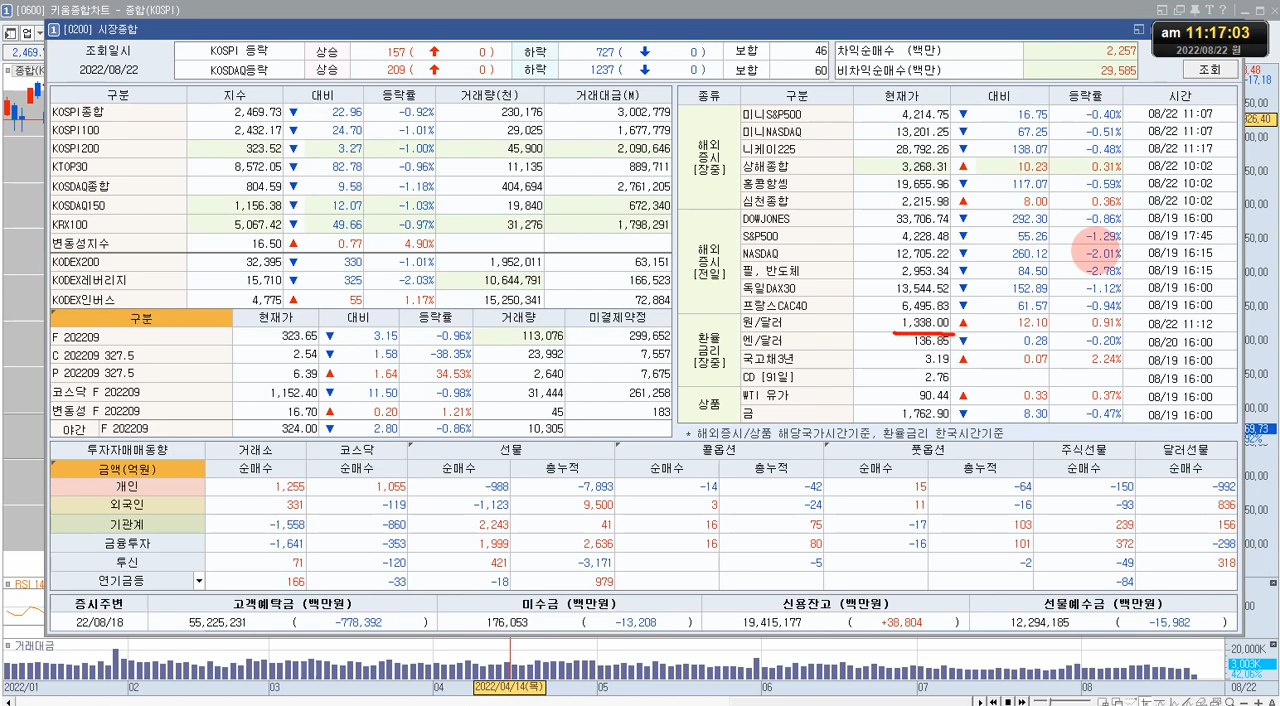 [0600] 키움종합차트 - 종합(KOSPI)
[0200] 시장종합
am 11:17:03
2022/08/22 월
조회일시 KOSPI 등락 상승 157 ( 0 ) 하락 727 ( 0 ) 보합 46 차익순매수 (백만) 2,257
2022/08/22 KOSDAQ등락 상승 209 ( 0 ) 하락 1237 ( 0 ) 보합 60 비차익순매수(백만) 29,585 조회
구분 지수 대비 등락률 거래량(천) 거래대금(₩)
KOSPI종합 2,469.73 ▼ 22.96 -0.92% 230,176 3,002,779
KOSPI100 2,432.17 ▼ 24.70 -1.01% 29,025 1,677,779
KOSPI200 323.52 ▼ 3.27 -1.00% 45,900 2,090,646
KTOP30 8,572.05 ▼ 82.78 -0.96% 11,135 889,711
KOSDAQ종합 804.59 ▼ 9.58 -1.18% 404,694 2,761,205
KOSDAQ150 1,156.38 ▼ 12.07 -1.03% 19,840 672,340
KRX100 5,067.42 ▼ 49.66 -0.97% 31,276 1,798,291
변동성지수 16.50 ▲ 0.77 4.90%
KODEX200 32,395 ▼ 330 -1.01% 1,952,011 63,151
KODEX레버리지 15,710 ▼ 325 -2.03% 10,644,791 166,523
KODEX인버스 4,775 ▲ 55 1.17% 15,250,341 72,884
구분 현재가 대비 등락률 거래량 미결제약정
F 202209 323.65 ▼ 3.15 -0.96% 113,076 299,652
C 202209 327.5 2.54 ▼ 1.58 -38.35% 23,992 7,557
P 202209 327.5 6.39 ▲ 1.64 34.53% 2,640 7,675
코스닥 F 202209 1,152.40 ▼ 11.50 -0.98% 31,444 261,258
변동성 F 202209 16.70 ▲ 0.20 1.21% 45 183
야간 F 202209 324.00 ▼ 2.80 -0.86% 10,305
종류 구분 현재가 대비 등락률 시간
해외
증시
[장중]
미니S&P500 4,214.75 ▼ 16.75 -0.40% 08/22 11:07
미니NASDAQ 13,201.25 ▼ 67.25 -0.51% 08/22 11:07
니케이225 28,792.26 ▼ 138.07 -0.48% 08/22 11:17
상해종합 3,268.31 ▲ 10.23 0.31% 08/22 10:02
홍콩항셍 19,655.96 ▼ 117.07 -0.59% 08/22 10:02
심천종합 2,215.98 ▲ 8.00 0.36% 08/22 10:02
해외
증시
[전일]
DOWJONES 33,706.74 ▼ 292.30 -0.86% 08/19 16:00
S&P500 4,228.48 ▼ 55.26 -1.29% 08/19 17:45
NASDAQ 12,705.22 ▼ 260.12 -2.01% 08/19 16:15
필, 반도체 2,953.34 ▼ 84.50 -2.78% 08/19 16:15
독일DAX30 13,544.52 ▼ 152.89 -1.12% 08/19 16:00
프랑스CAC40 6,495.83 ▼ 61.57 -0.94% 08/19 16:00
환율
금리
[장중]
원/달러 1,338.00 ▲ 12.10 0.91% 08/22 11:12
엔/달러 136.85 ▼ 0.28 -0.20% 08/20 16:00
국고채3년 3.19 ▲ 0.07 2.24% 08/19 16:00
CD [91일] 2.76 08/19 16:00
상품
WTI 유가 90.44 ▲ 0.33 0.37% 08/19 16:00
금 1,762.90 ▼ 8.30 -0.47% 08/19 16:00
* 해외증시/상품 해당국가시간기준, 환율금리 한국시간기준
투자자매매동향 거래소 코스닥 선물 콜옵션 풋옵션 주식선물 달러선물
금액(억원) 순매수 순매수 순매수 총누적 순매수 총누적 순매수 총누적 순매수 순매수
개인 1,255 1,055 -988 -7,893 -14 -42 15 -64 -150 -992
외국인 331 -119 -1,123 9,500 3 -24 11 -16 -93 836
기관계 -1,558 -860 2,243 41 16 75 -17 103 239 156
금융투자 -1,641 -353 1,999 2,636 16 80 -16 101 372 -298
투신 71 -120 421 -3,171 -5 -2 -49 318
연기금등 166 -33 -18 979 -84
증시주변 고객예탁금 (백만원) 미수금 (백만원) 신용잔고 (백만원) 선물예수금 (백만원)
22/08/18 55,225,231 ( -778,392 ) 176,053 ( -13,208 ) 19,415,177 ( +38,804 ) 12,294,185 ( -15,982 )
RSI 14
거래대금
20,000K
3,003K
42,06%
2022/01 02 03 04 2022/04/14(목) 05 06 07 08 08/22